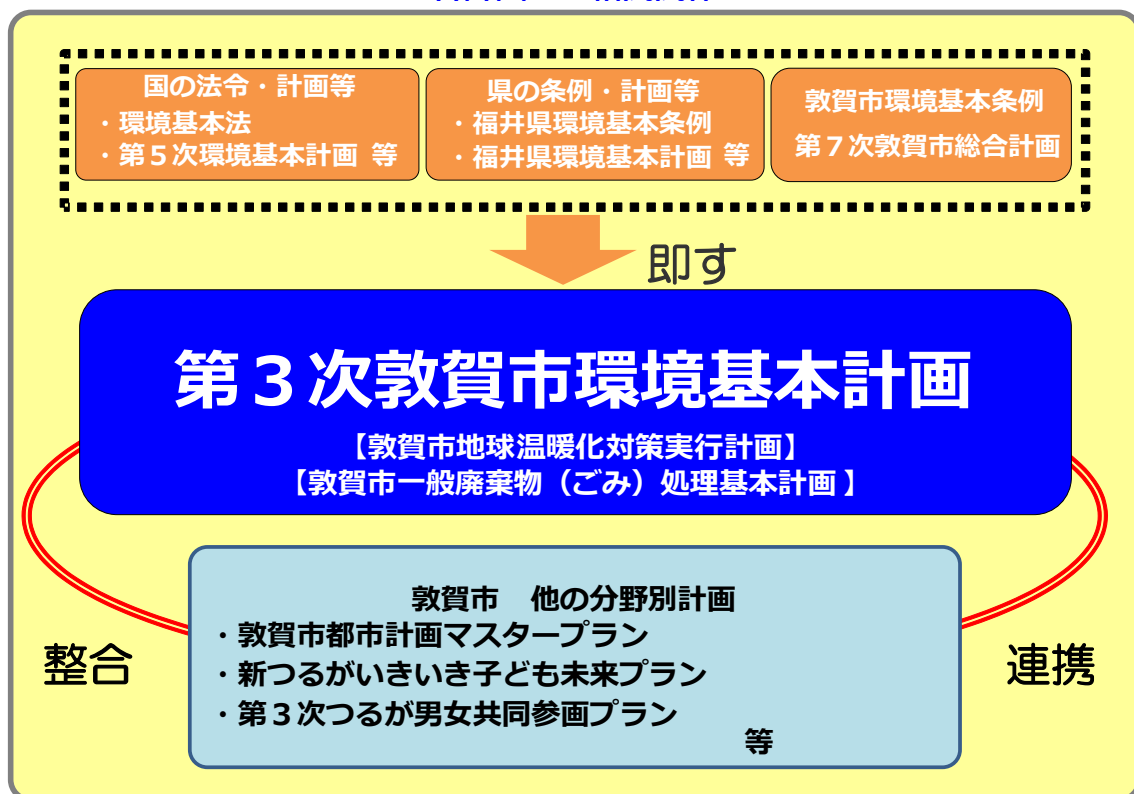 国の法令・計画等
・環境基本法
・第５次環境基本計画 等
県の条例・計画等
・福井県環境基本条例
・福井県環境基本計画 等
敦賀市環境基本条例
第７次敦賀市総合計画
即す
第３次敦賀市環境基本計画
【敦賀市地球温暖化対策実行計画】
【敦賀市一般廃棄物（ごみ）処理基本計画】
整合
敦賀市　他の分野別計画
・敦賀市都市計画マスタープラン
・新つるがいきいき子ども未来プラン
・第３次つるが男女共同参画プラン
等
連携